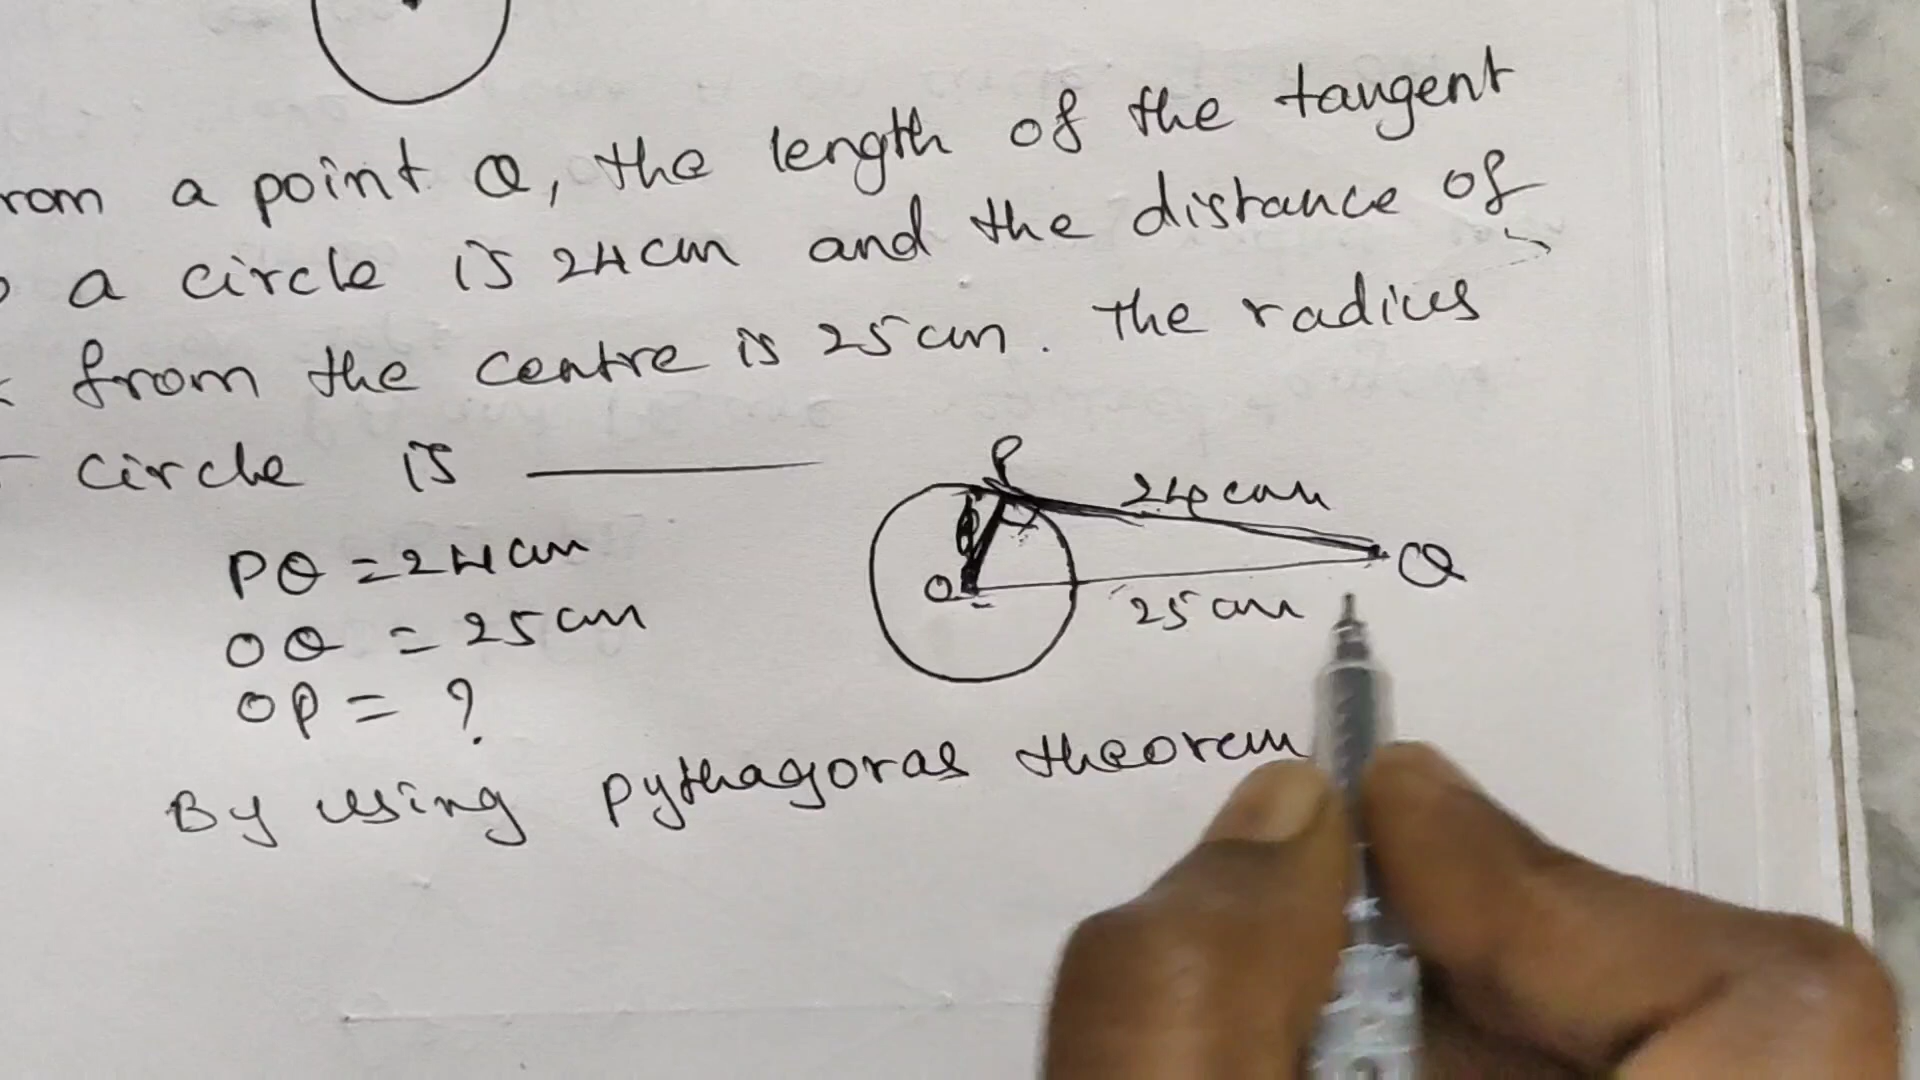 rom a point Q, the length of the tangent
a circle is 24cm and the distance of
from the centre is 25cm. The radius
circle is ______
P
24cm
O
Q
25cm
PQ = 24cm
OQ = 25cm
OP = ?
By using pythagoras theorem